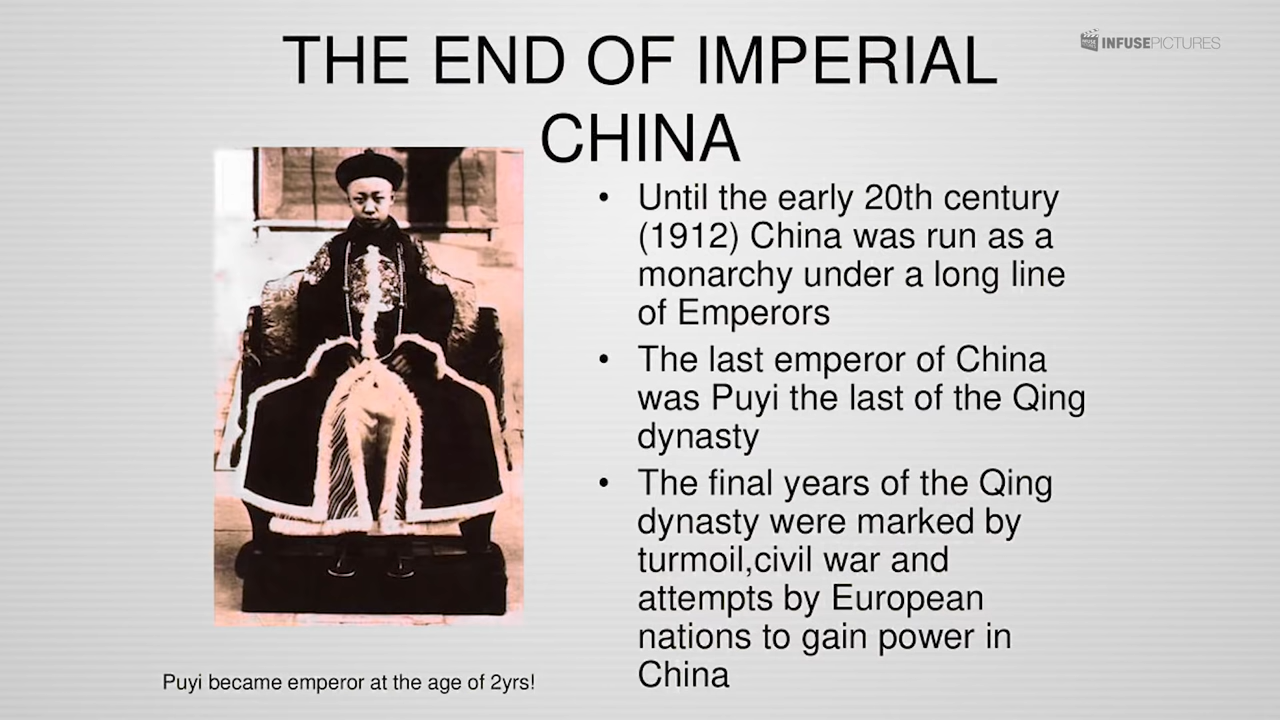 INFUSEPICTURES
THE END OF IMPERIAL
CHINA
• Until the early 20th century
(1912) China was run as a
monarchy under a long line
of Emperors
• The last emperor of China
was Puyi the last of the Qing
dynasty
• The final years of the Qing
dynasty were marked by
turmoil,civil war and
attempts by European
nations to gain power in
China
Puyi became emperor at the age of 2yrs!